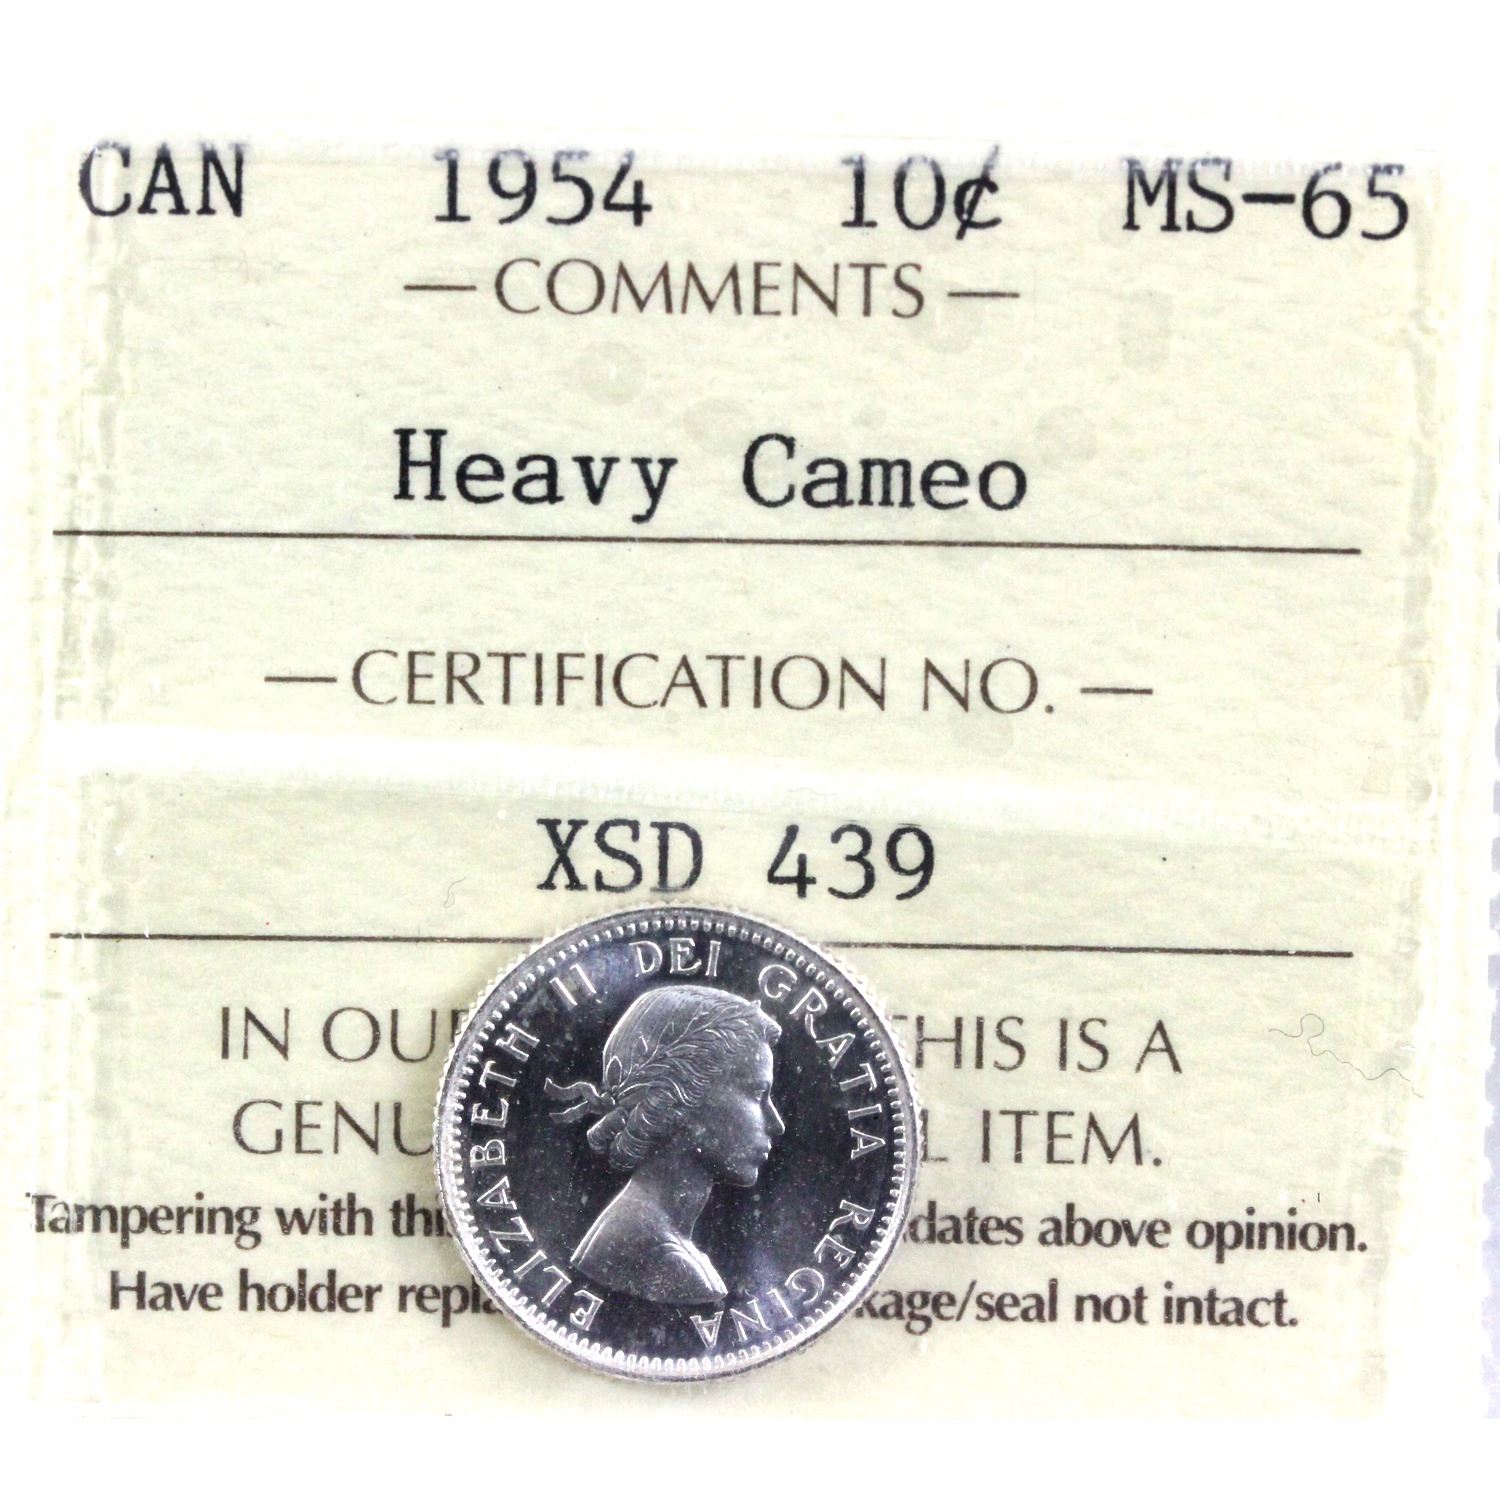 CAN 1954 10¢ MS-65
— COMMENTS —
Heavy Cameo
— CERTIFICATION NO. —
XSD 439
ELIZABETH II DEI GRATIA REGINA
IN OU THIS IS A
GENU L ITEM.
Tampering with thi dates above opinion.
Have holder repla kage/seal not intact.